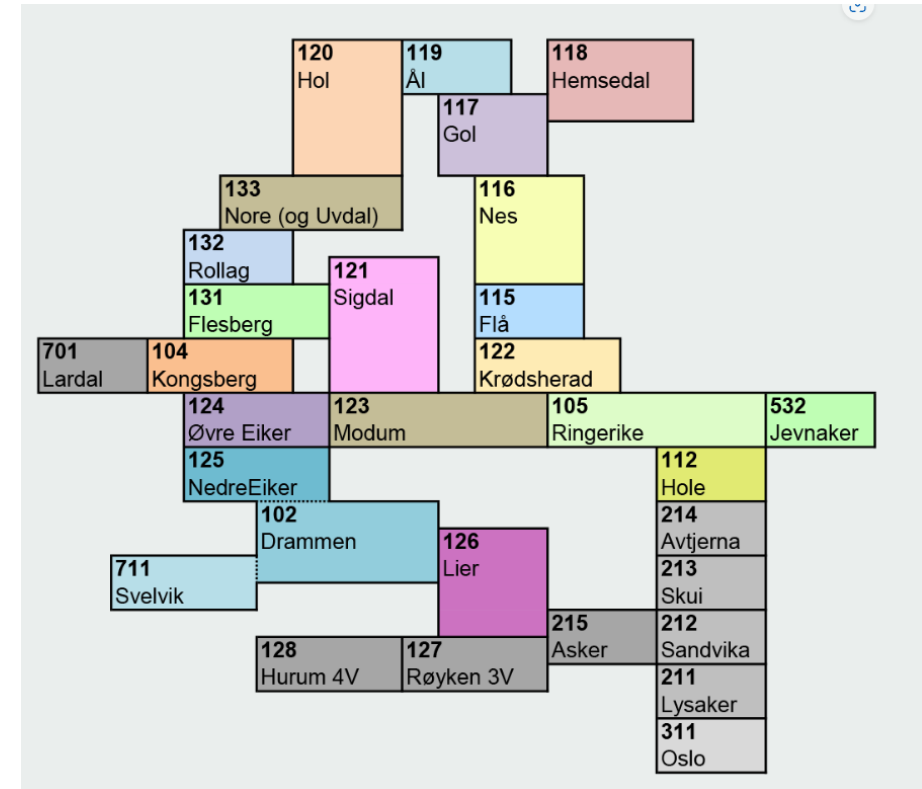 120
Hol
119
Ål
118
Hemsedal
117
Gol
133
Nore (og Uvdal)
116
Nes
132
Rollag
121
Sigdal
131
Flesberg
115
Flå
701
Lardal
104
Kongsberg
122
Krødsherad
124
Øvre Eiker
123
Modum
105
Ringerike
532
Jevnaker
125
NedreEiker
112
Hole
102
Drammen
214
Avtjerna
126
Lier
711
Svelvik
213
Skui
215
Asker
212
Sandvika
128
Hurum 4V
127
Røyken 3V
211
Lysaker
311
Oslo